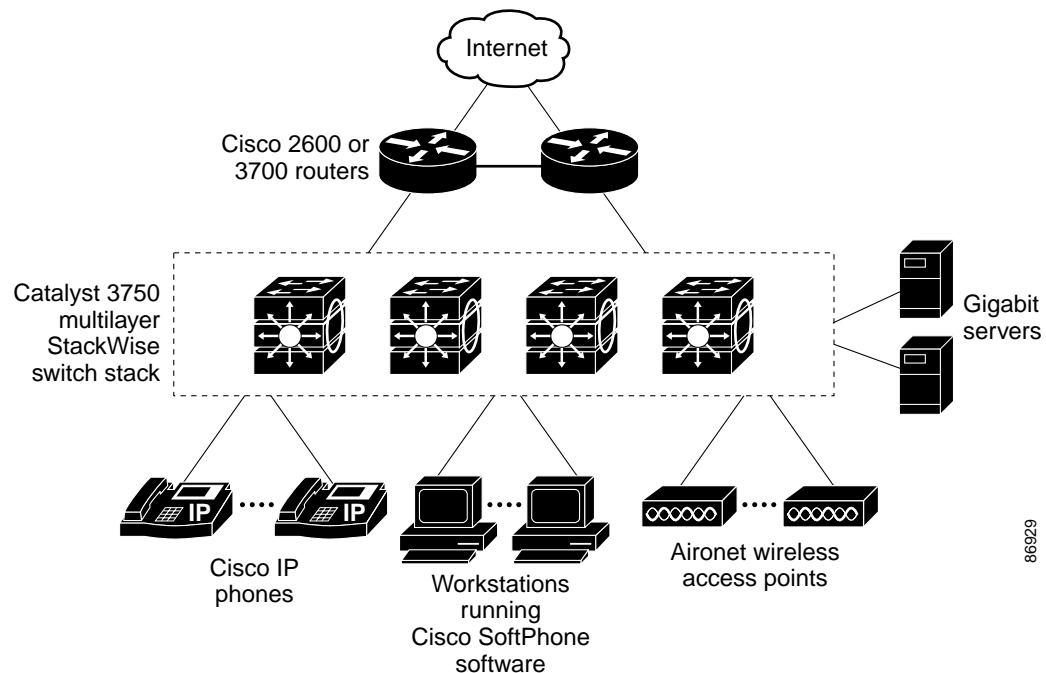 Internet
Cisco 2600 or
3700 routers
Catalyst 3750
multilayer
StackWise
switch stack
Gigabit
servers
IP
IP
Cisco IP
phones
Workstations
running
Cisco SoftPhone
software
Aironet wireless
access points
86929